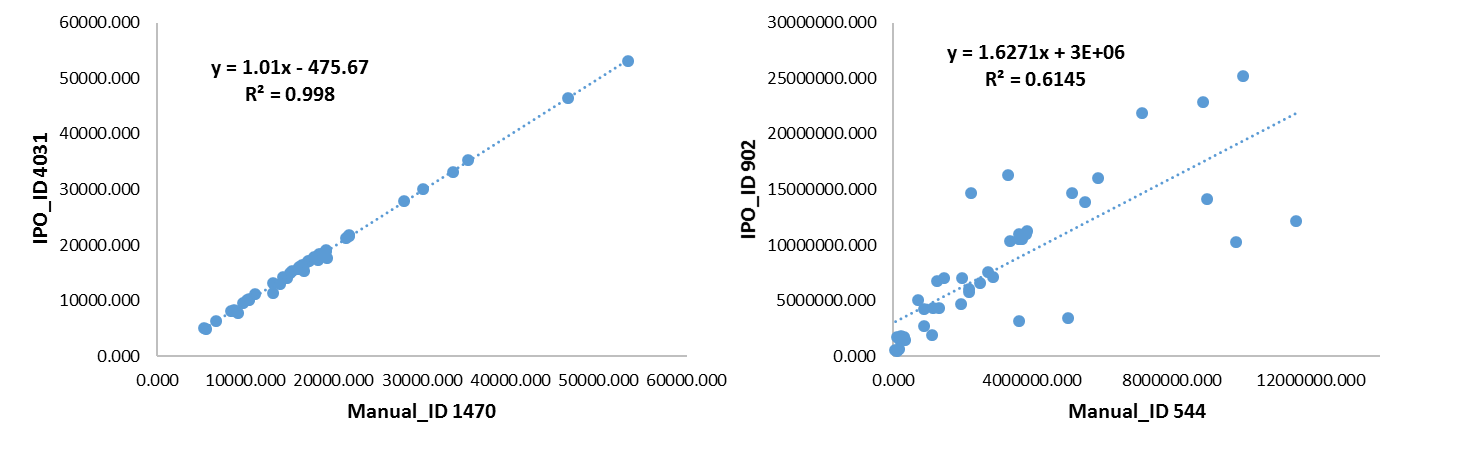 60000.000
50000.000
40000.000
30000.000
20000.000
10000.000
0.000
IPO_ID 4031
y = 1.01x - 475.67
R² = 0.998
0.000 10000.000 20000.000 30000.000 40000.000 50000.000 60000.000
Manual_ID 1470
30000000.000
25000000.000
20000000.000
15000000.000
10000000.000
5000000.000
0.000
IPO_ID 902
y = 1.6271x + 3E+06
R² = 0.6145
0.000 4000000.000 8000000.000 12000000.000
Manual_ID 544